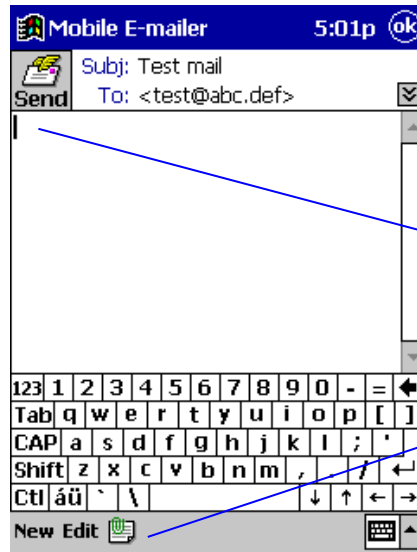 Mobile E-mailer 5:01p ok
Subj: Test mail
Send To: <test@abc.def>
123 1 2 3 4 5 6 7 8 9 0 - = ←
Tab q w e r t y u i o p [ ]
CAP a s d f g h j k l ; '
Shift z x c v b n m , . / ↵
Ctl áü ` \ ↓ ↑ ← →
New Edit